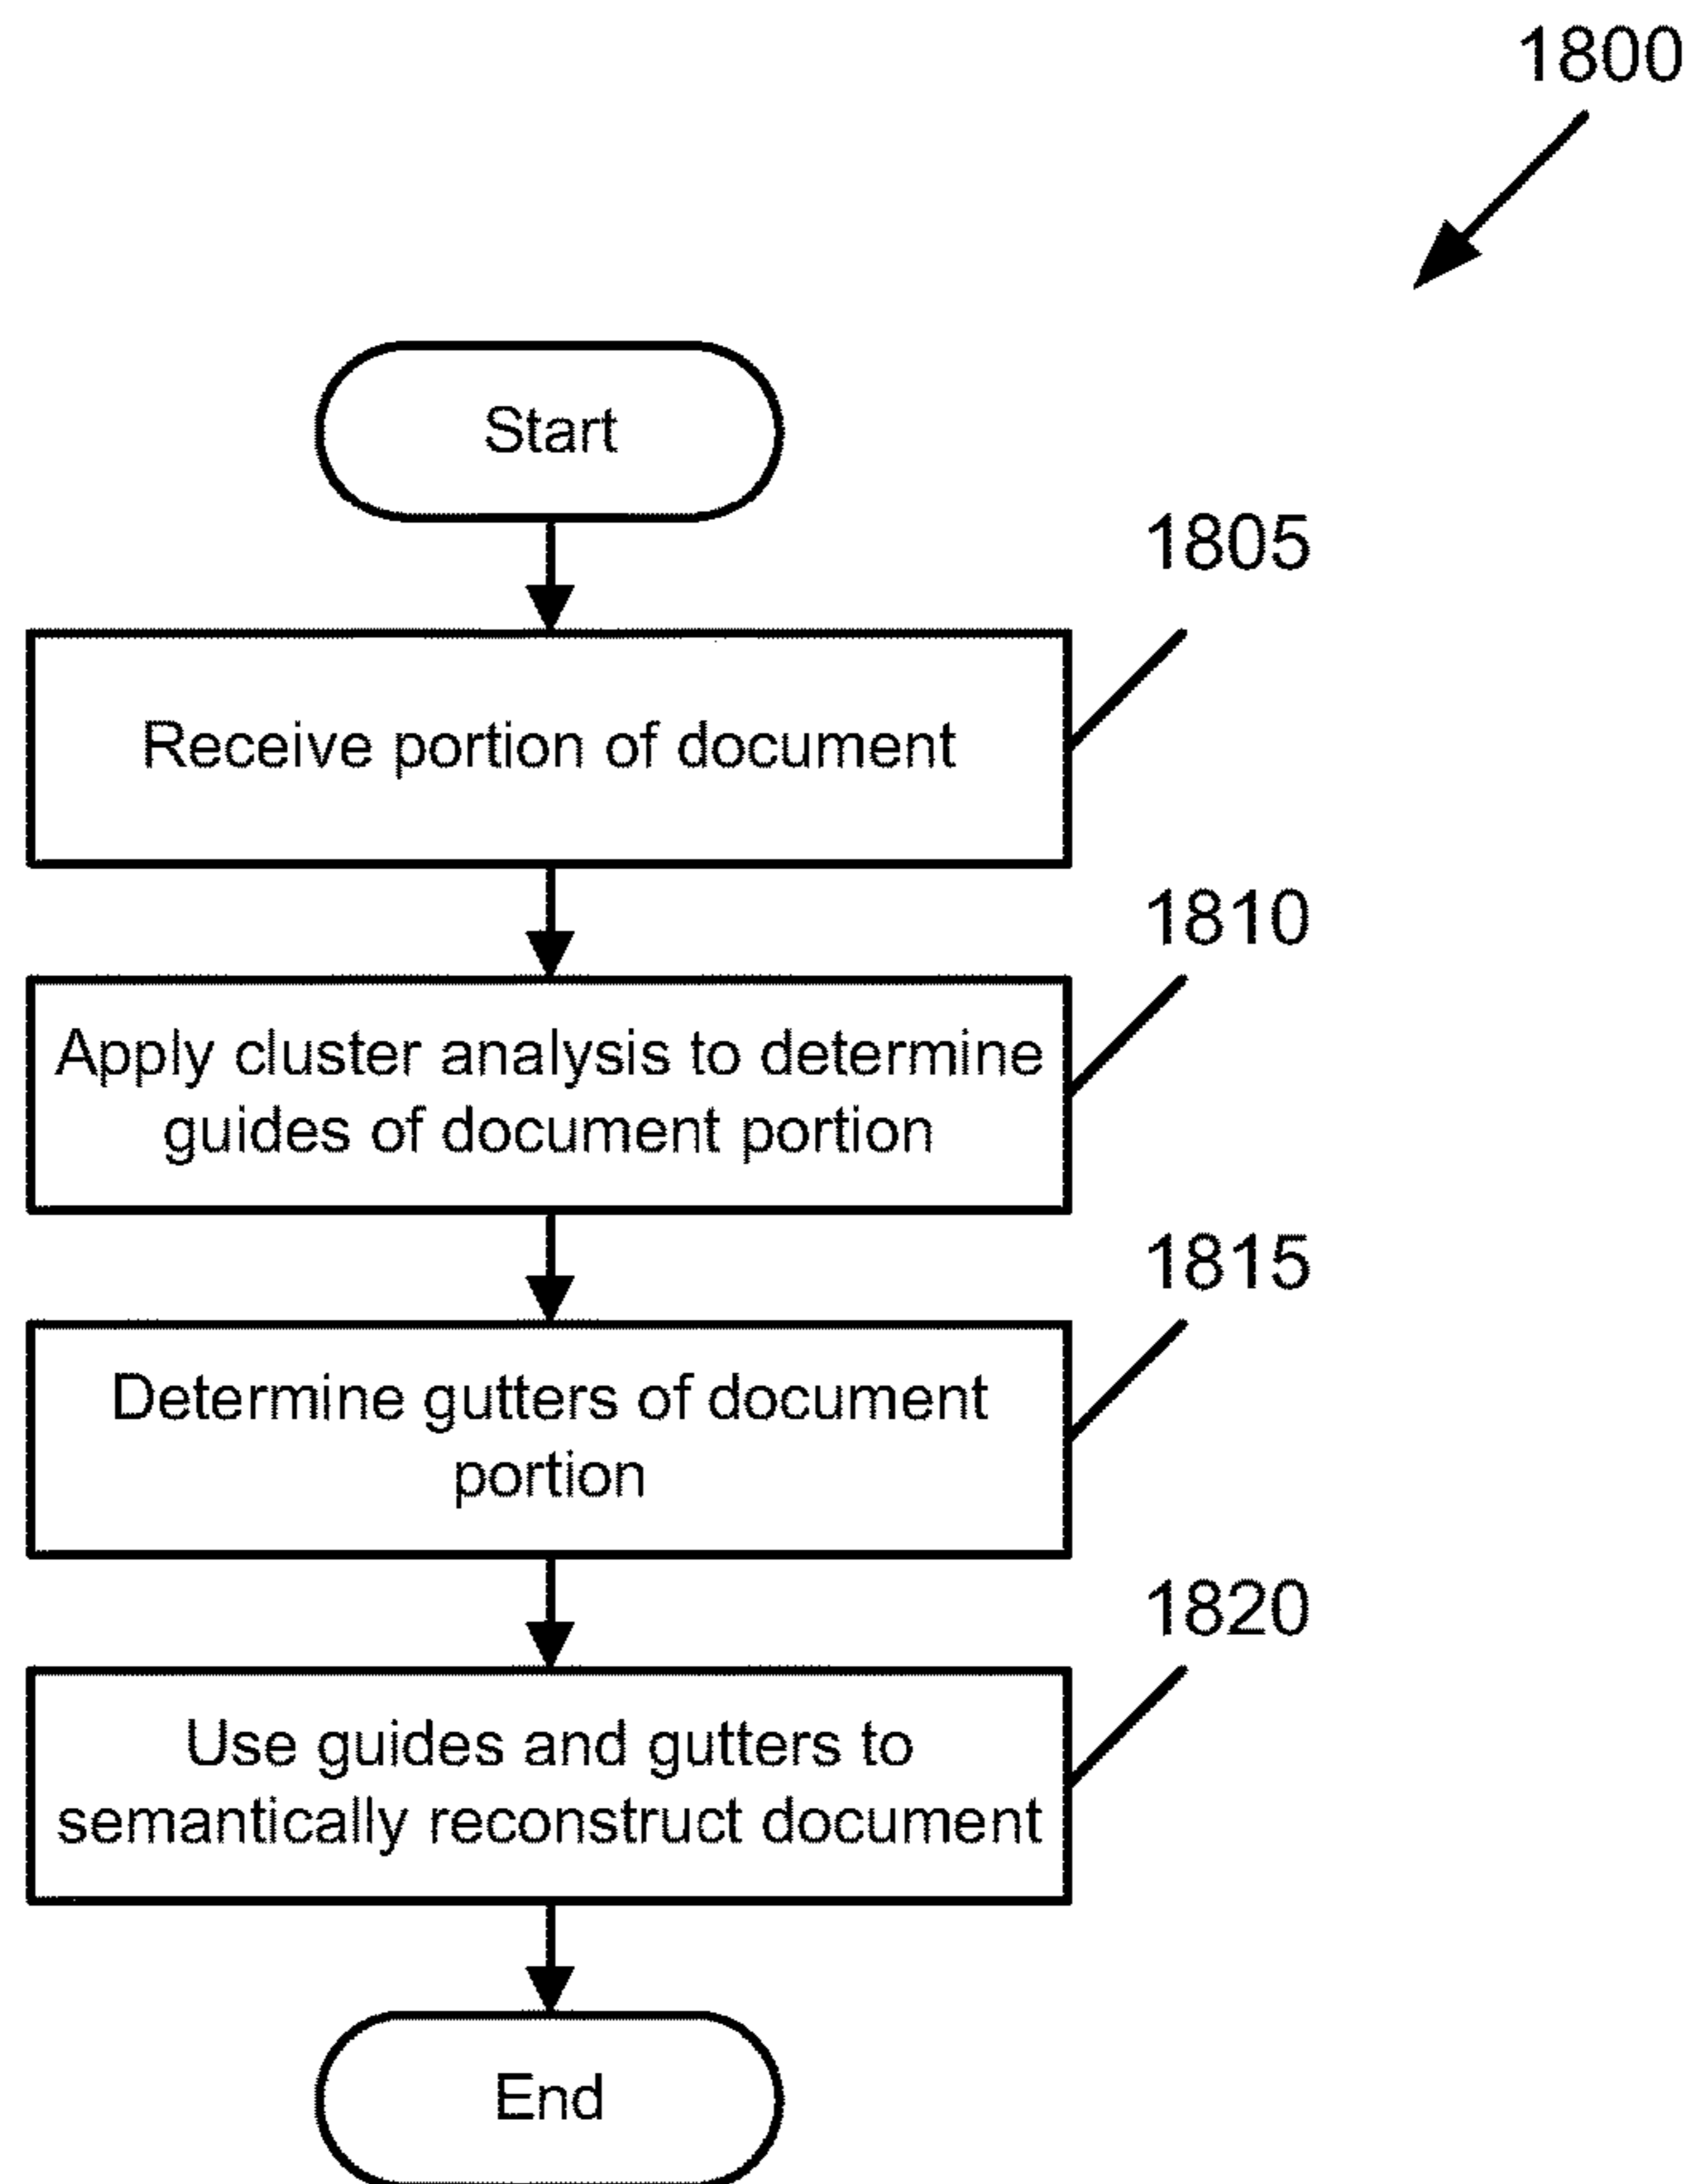 1800
Start
1805
Receive portion of document
1810
Apply cluster analysis to determine
guides of document portion
1815
Determine gutters of document
portion
1820
Use guides and gutters to
semantically reconstruct document
End